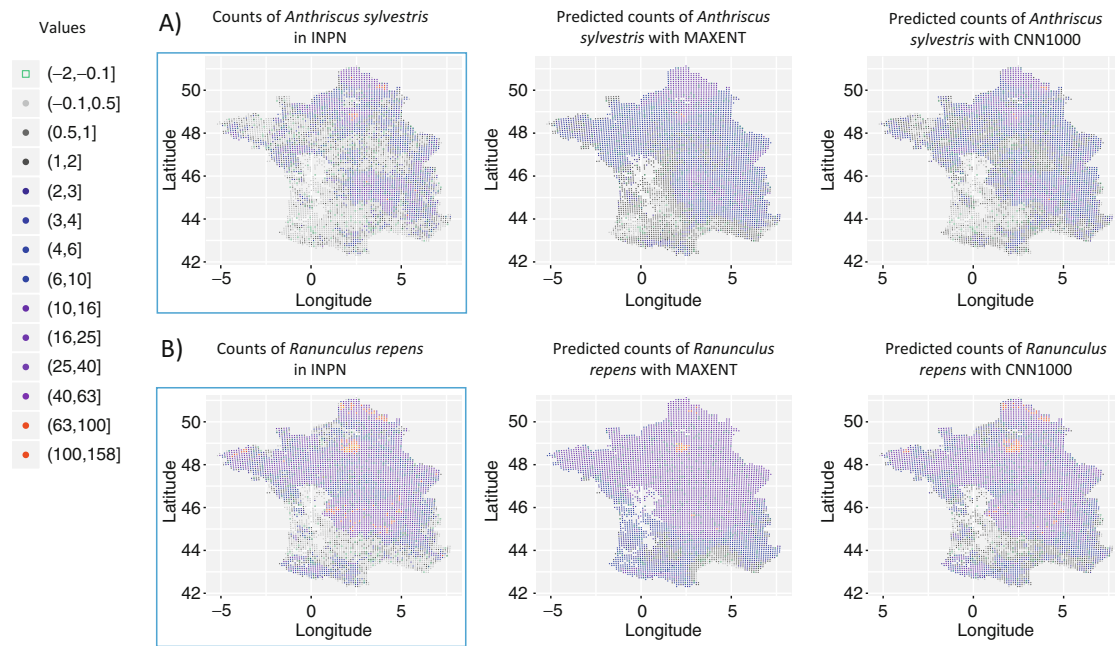 Values
(−2,−0.1]
(−0.1,0.5]
(0.5,1]
(1,2]
(2,3]
(3,4]
(4,6]
(6,10]
(10,16]
(16,25]
(25,40]
(40,63]
(63,100]
(100,158]
A)
Counts of Anthriscus sylvestris
in INPN
Latitude
50
48
46
44
42
−5
0
5
Longitude
Predicted counts of Anthriscus
sylvestris with MAXENT
Latitude
50
48
46
44
42
−5
0
5
Longitude
Predicted counts of Anthriscus
sylvestris with CNN1000
Latitude
50
48
46
44
42
−5
0
5
Longitude
B)
Counts of Ranunculus repens
in INPN
Latitude
50
48
46
44
42
−5
0
5
Longitude
Predicted counts of Ranunculus
repens with MAXENT
Latitude
50
48
46
44
42
−5
0
5
Longitude
Predicted counts of Ranunculus
repens with CNN1000
Latitude
50
48
46
44
42
5
0
5
Longitude